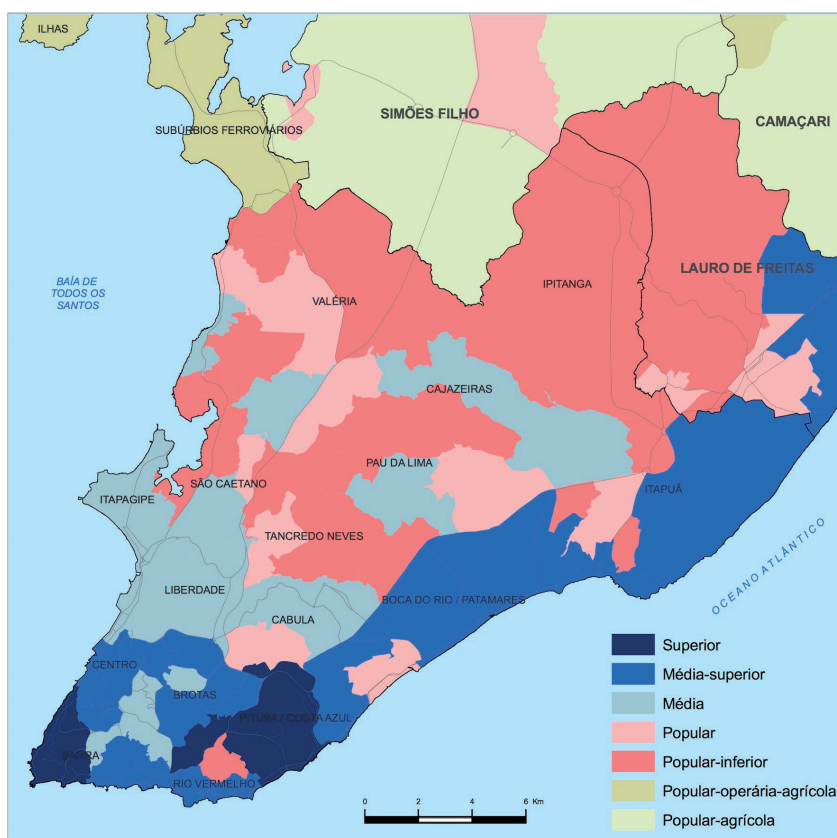 ILHAS
SUBÚRBIOS FERROVIÁRIOS
SIMÕES FILHO
CAMAÇARI
BAÍA DE
TODOS OS
SANTOS
VALÉRIA
IPITANGA
LAURO DE FREITAS
CAJAZEIRAS
PAU DA LIMA
SÃO CAETANO
ITAPAGIPE
ITAPUÃ
TANCREDO NEVES
LIBERDADE
BOCA DO RIO / PATAMARES
OCEANO ATLÂNTICO
CABULA
CENTRO
BROTAS
PITUBA / COSTA AZUL
BARRA
RIO VERMELHO
Superior
Média-superior
Média
Popular
Popular-inferior
Popular-operária-agrícola
Popular-agrícola
0 2 4 6 Km